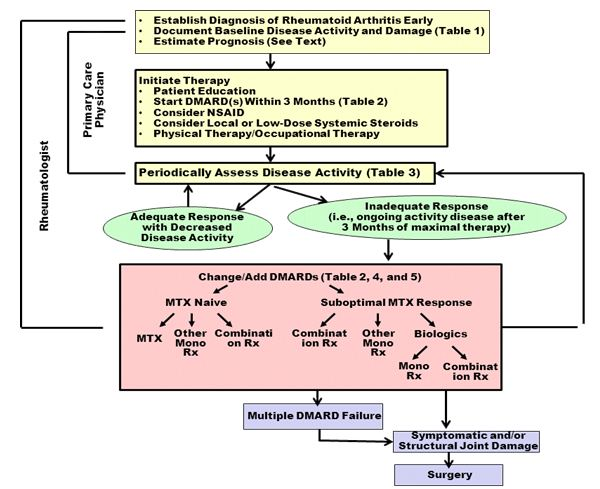 • Establish Diagnosis of Rheumatoid Arthritis Early
• Document Baseline Disease Activity and Damage (Table 1)
• Estimate Prognosis (See Text)
Primary Care
Physician
Rheumatologist
Initiate Therapy
• Patient Education
• Start DMARD(s) Within 3 Months (Table 2)
• Consider NSAID
• Consider Local or Low-Dose Systemic Steroids
• Physical Therapy/Occupational Therapy
Periodically Assess Disease Activity (Table 3)
Adequate Response
with Decreased
Disease Activity
Inadequate Response
(i.e., ongoing activity disease after
3 Months of maximal therapy)
Change/Add DMARDs (Table 2, 4, and 5)
MTX Naive
Suboptimal MTX Response
MTX
Other
Mono
Rx
Combinati
on Rx
Combinat
ion Rx
Other
Mono
Rx
Biologics
Mono
Rx
Combinat
ion Rx
Multiple DMARD Failure
Symptomatic and/or
Structural Joint Damage
Surgery